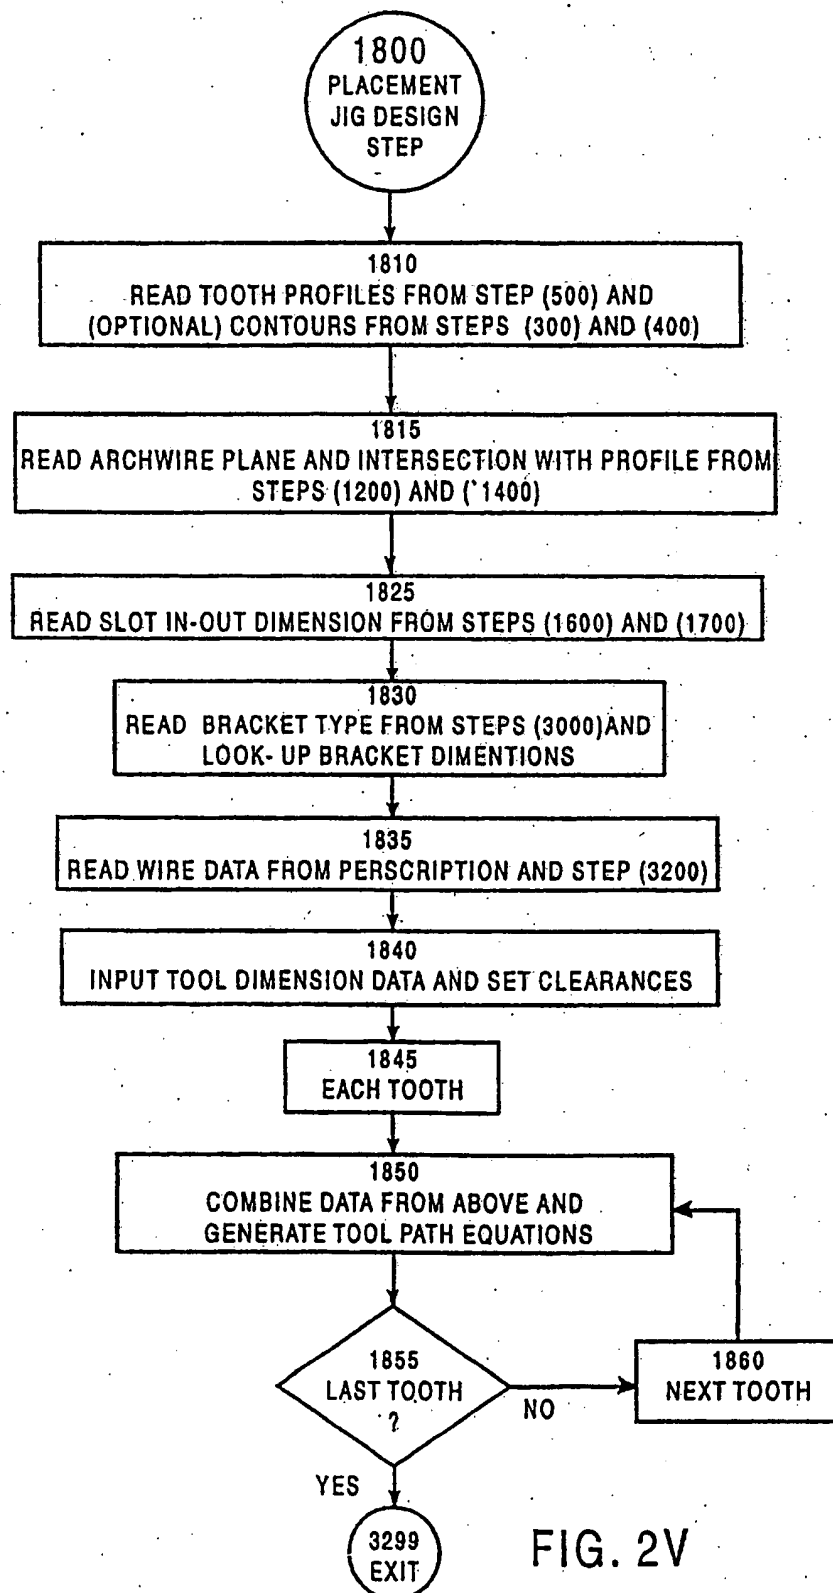 1800
PLACEMENT
JIG DESIGN
STEP
1810
READ TOOTH PROFILES FROM STEP (500) AND
(OPTIONAL) CONTOURS FROM STEPS (300) AND (400)
1815
READ ARCHWIRE PLANE AND INTERSECTION WITH PROFILE FROM
STEPS (1200) AND (`1400)
1825
READ SLOT IN-OUT DIMENSION FROM STEPS (1600) AND (1700)
1830
READ BRACKET TYPE FROM STEPS (3000)AND
LOOK- UP BRACKET DIMENTIONS
1835
READ WIRE DATA FROM PERSCRIPTION AND STEP (3200)
1840
INPUT TOOL DIMENSION DATA AND SET CLEARANCES
1845
EACH TOOTH
1850
COMBINE DATA FROM ABOVE AND
GENERATE TOOL PATH EQUATIONS
1855
LAST TOOTH
?
NO
1860
NEXT TOOTH
YES
3299
EXIT
FIG. 2V